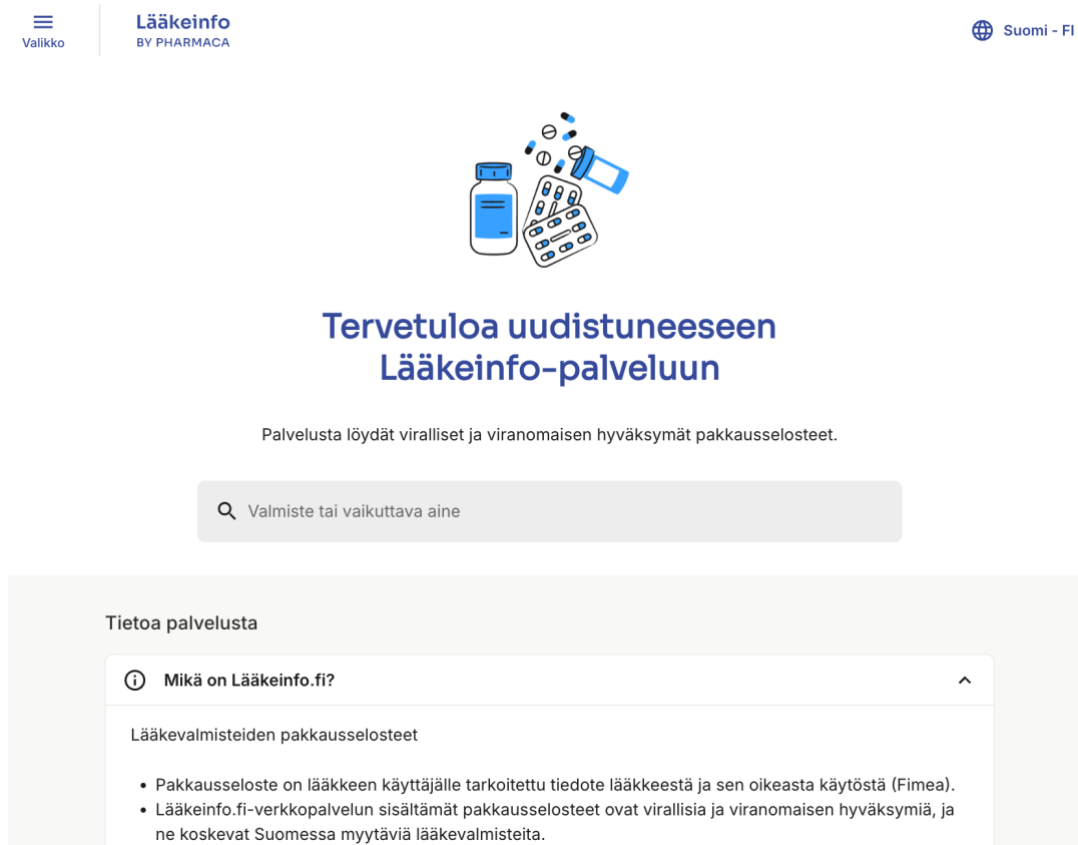 Valikko
Lääkeinfo
BY PHARMACA
Suomi - FI
Tervetuloa uudistuneeseen
Lääkeinfo-palveluun
Palvelusta löydät viralliset ja viranomaisen hyväksymät pakkausselosteet.
Valmiste tai vaikuttava aine
Tietoa palvelusta
Mikä on Lääkeinfo.fi?
Lääkevalmisteiden pakkausselosteet
• Pakkausseloste on lääkkeen käyttäjälle tarkoitettu tiedote lääkkeestä ja sen oikeasta käytöstä (Fimea).
• Lääkeinfo.fi-verkkopalvelun sisältämät pakkausselosteet ovat virallisia ja viranomaisen hyväksymiä, ja
ne koskevat Suomessa myytäviä lääkevalmisteita.